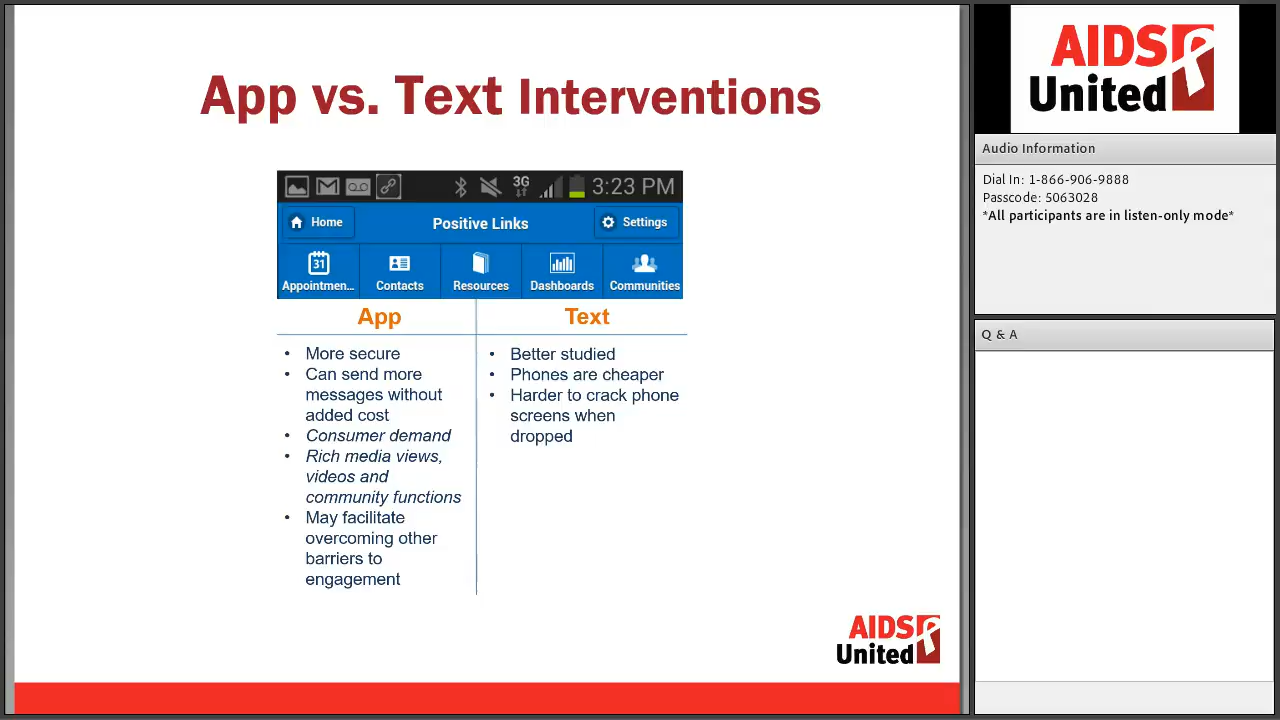 App vs. Text Interventions
3G
3:23 PM
Home
Positive Links
Settings
31
Appointmen...
Contacts
Resources
Dashboards
Communities
App
Text
• More secure
• Can send more
messages without
added cost
• Consumer demand
• Rich media views,
videos and
community functions
• May facilitate
overcoming other
barriers to
engagement
• Better studied
• Phones are cheaper
• Harder to crack phone
screens when
dropped
AIDS
United
AIDS
United
Audio Information
Dial In: 1-866-906-9888
Passcode: 5063028
*All participants are in listen-only mode*
Q & A